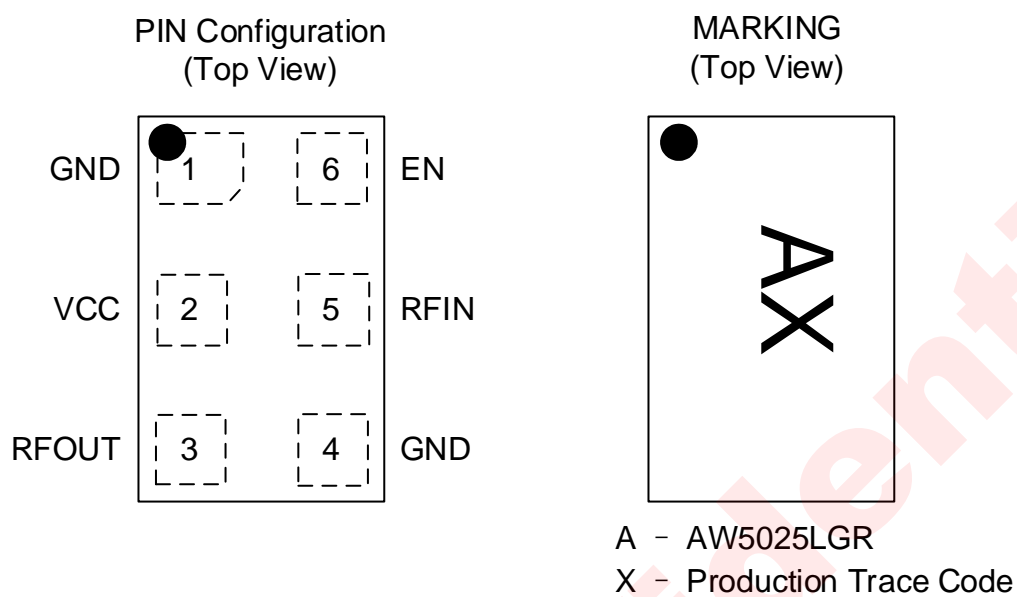 PIN Configuration
(Top View)
GND 1 6 EN
VCC 2 5 RFIN
RFOUT 3 4 GND
MARKING
(Top View)
AX
A - AW5025LGR
X - Production Trace Code